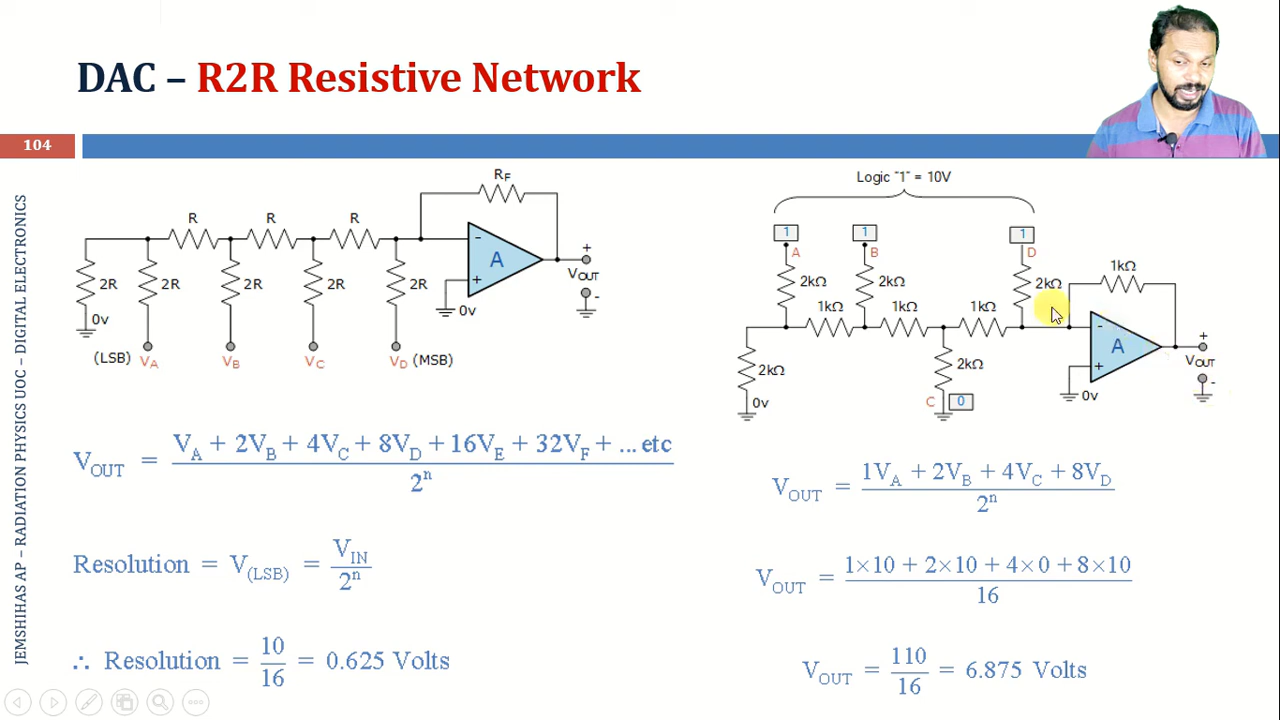 DAC – R2R Resistive Network
104
JEMSHIHAS AP – RADIATION PHYSICS UOC – DIGITAL ELECTRONICS
R_F
R R R
2R 2R 2R 2R 2R
- A +
+ V_OUT -
0v 0v
(LSB) V_A V_B V_C V_D (MSB)
V_OUT = (V_A + 2V_B + 4V_C + 8V_D + 16V_E + 32V_F + ... etc) / 2^n
Resolution = V_(LSB) = V_IN / 2^n
∴ Resolution = 10 / 16 = 0.625 Volts
Logic "1" = 10V
1 1 1
A B D
2kΩ 2kΩ 2kΩ 1kΩ
1kΩ 1kΩ 1kΩ
- A +
+ V_OUT -
2kΩ 2kΩ
0v C 0 0v
V_OUT = (1V_A + 2V_B + 4V_C + 8V_D) / 2^n
V_OUT = (1×10 + 2×10 + 4×0 + 8×10) / 16
V_OUT = 110 / 16 = 6.875 Volts